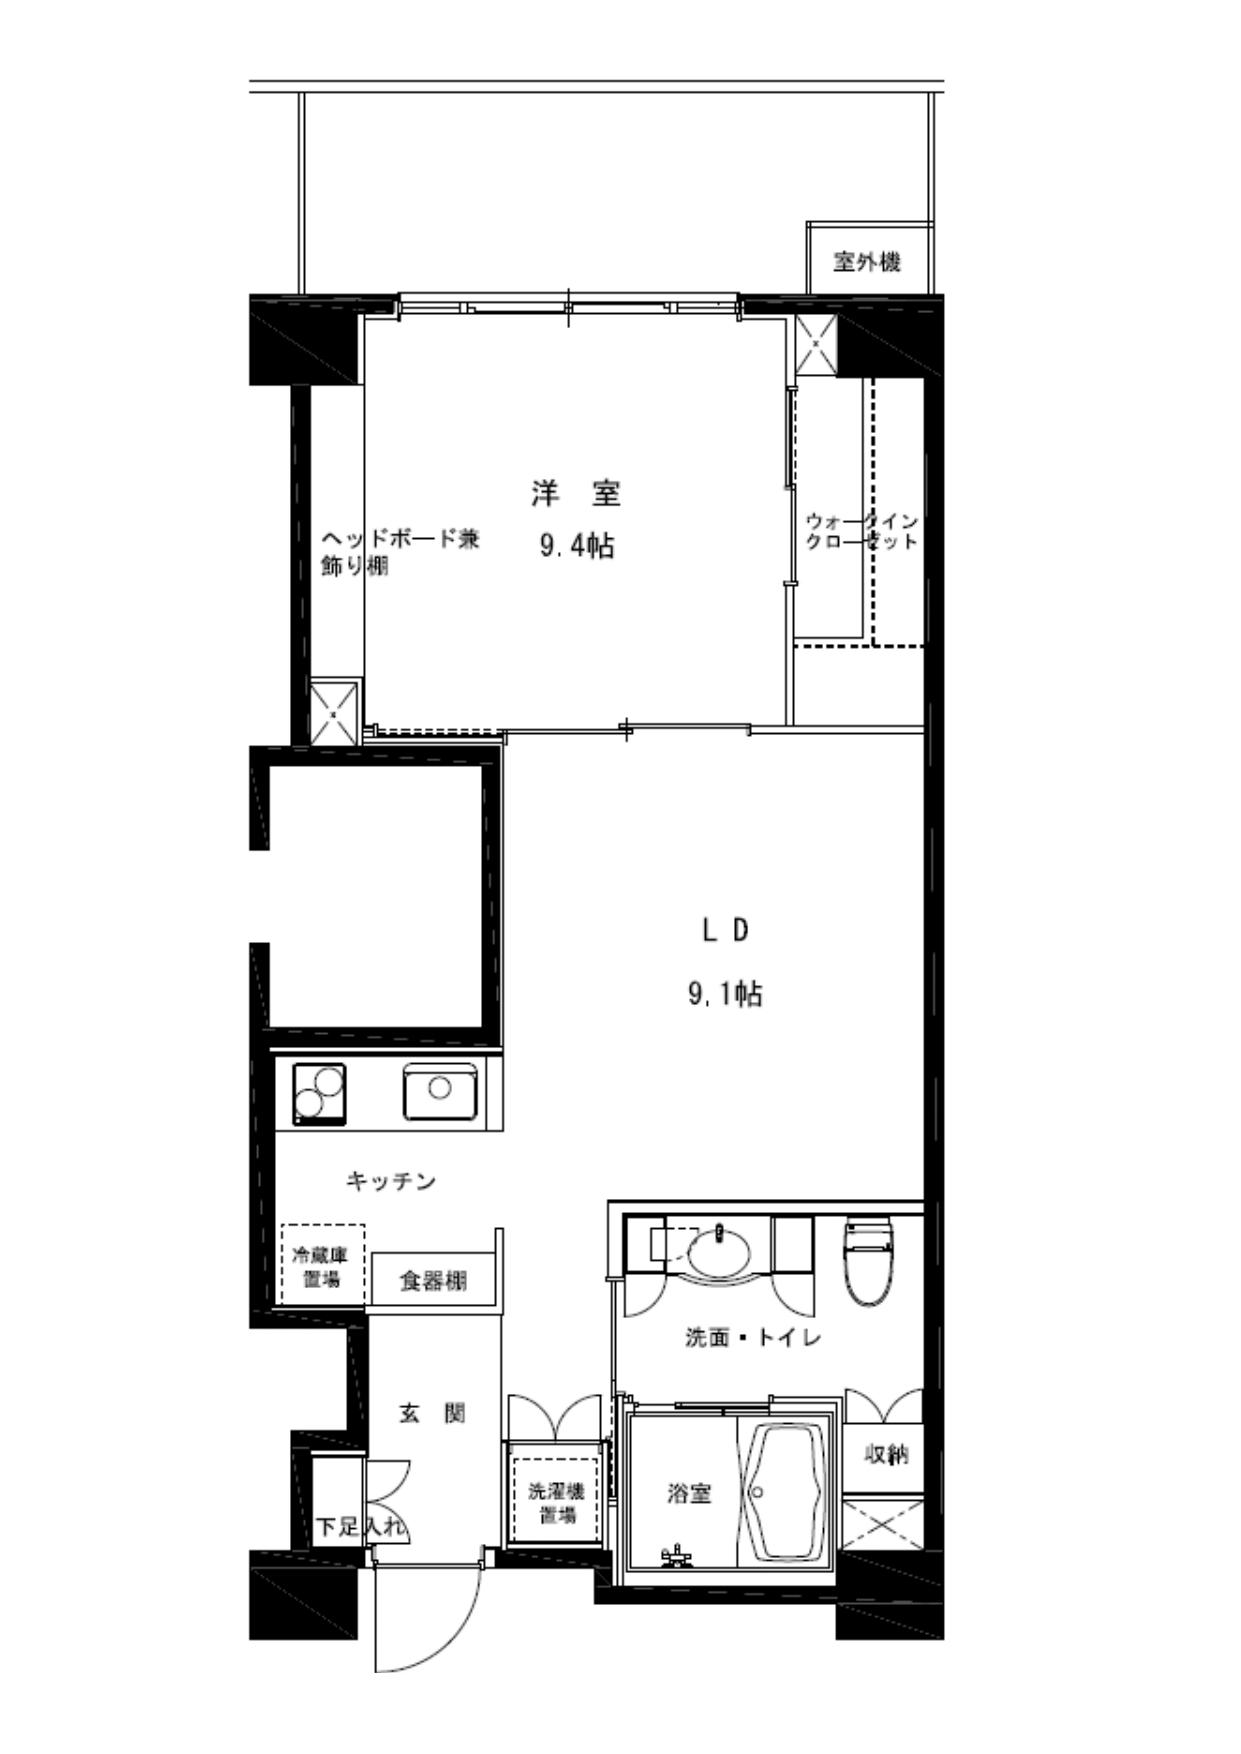 室外機
洋 室
9.4帖
ヘッドボード兼
飾り棚
ウォークイン
クローゼット
LD
9.1帖
キッチン
冷蔵庫
置場
食器棚
洗面・トイレ
玄 関
洗濯機
置場
浴室
収納
下足入れ